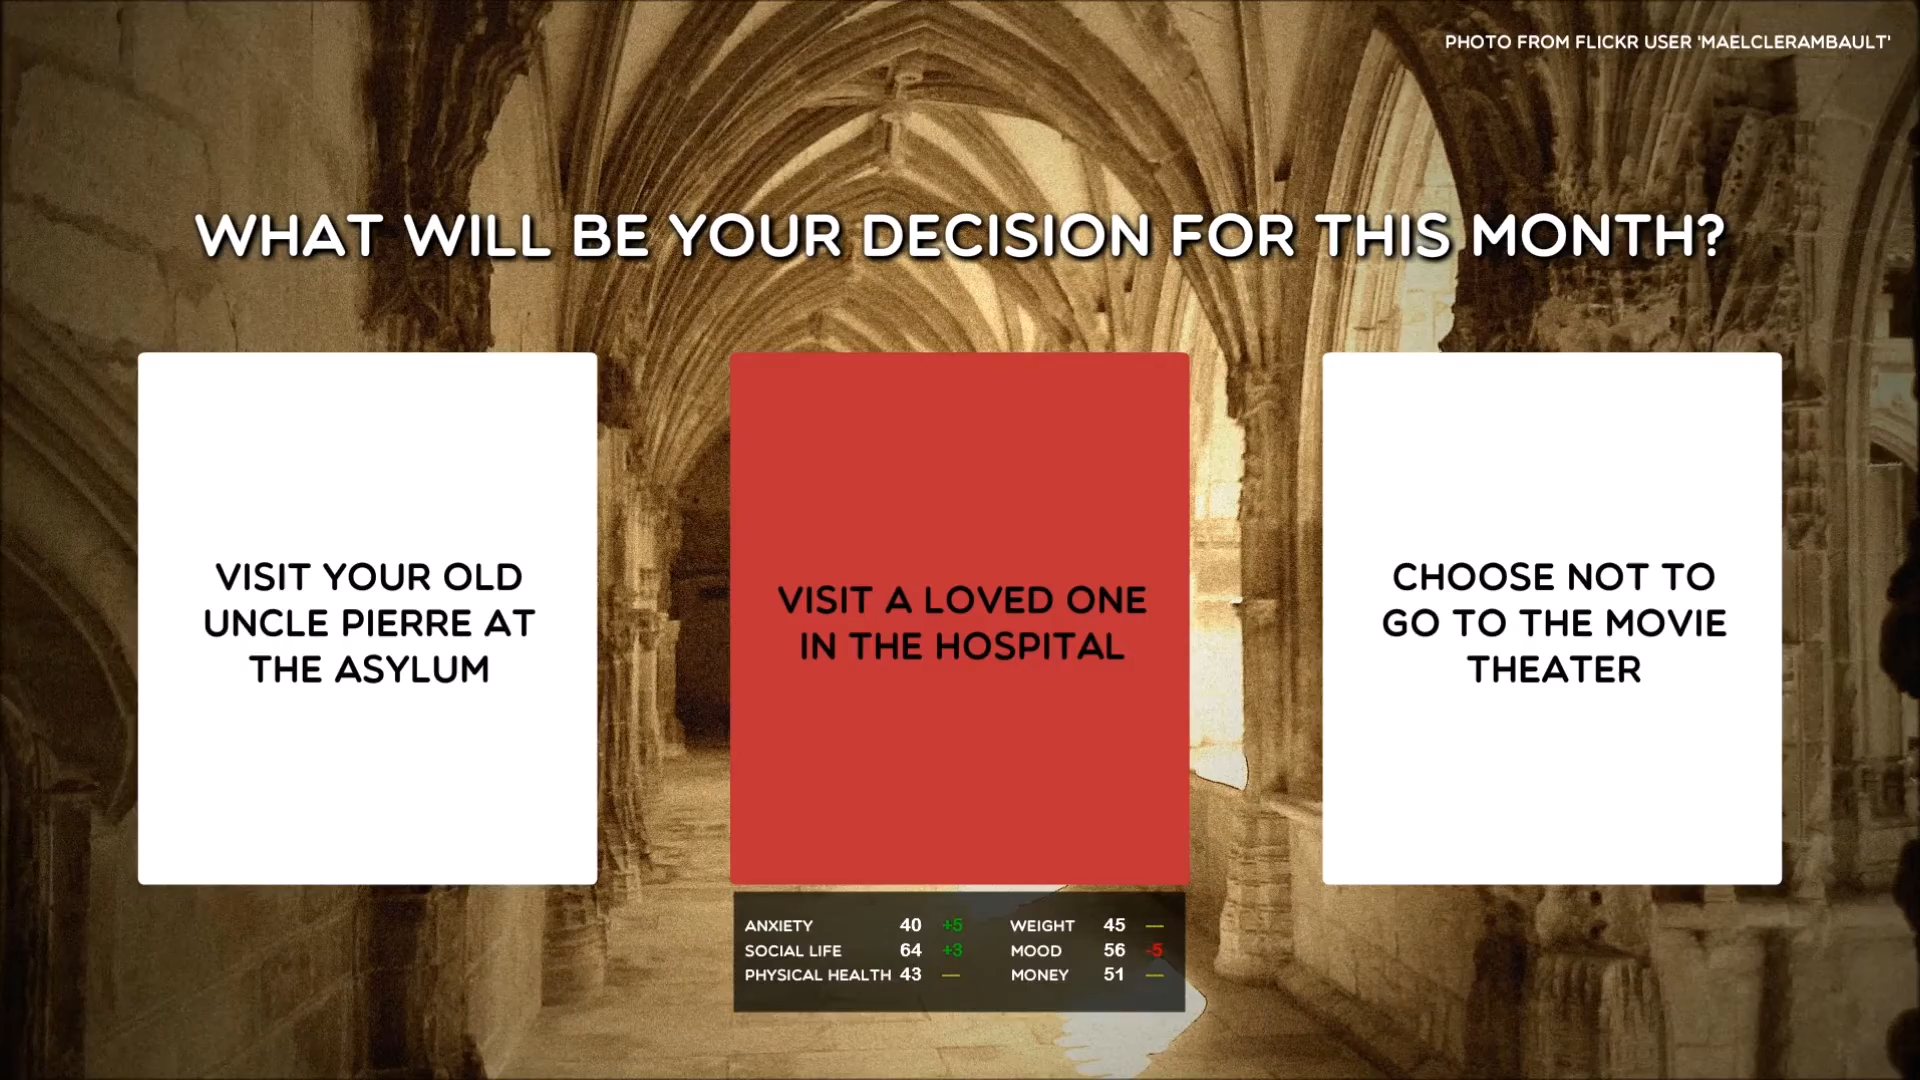 PHOTO FROM FLICKR USER 'MAELCLERAMBAULT'
WHAT WILL BE YOUR DECISION FOR THIS MONTH?
VISIT YOUR OLD
UNCLE PIERRE AT
THE ASYLUM
VISIT A LOVED ONE
IN THE HOSPITAL
CHOOSE NOT TO
GO TO THE MOVIE
THEATER
ANXIETY 40 +5 WEIGHT 45 —
SOCIAL LIFE 64 +3 MOOD 56 -5
PHYSICAL HEALTH 43 — MONEY 51 —